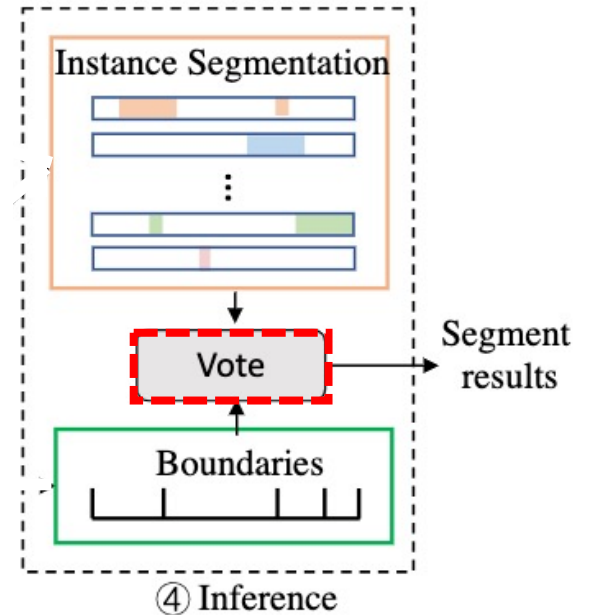 Instance Segmentation
Vote
Segment
results
Boundaries
④ Inference